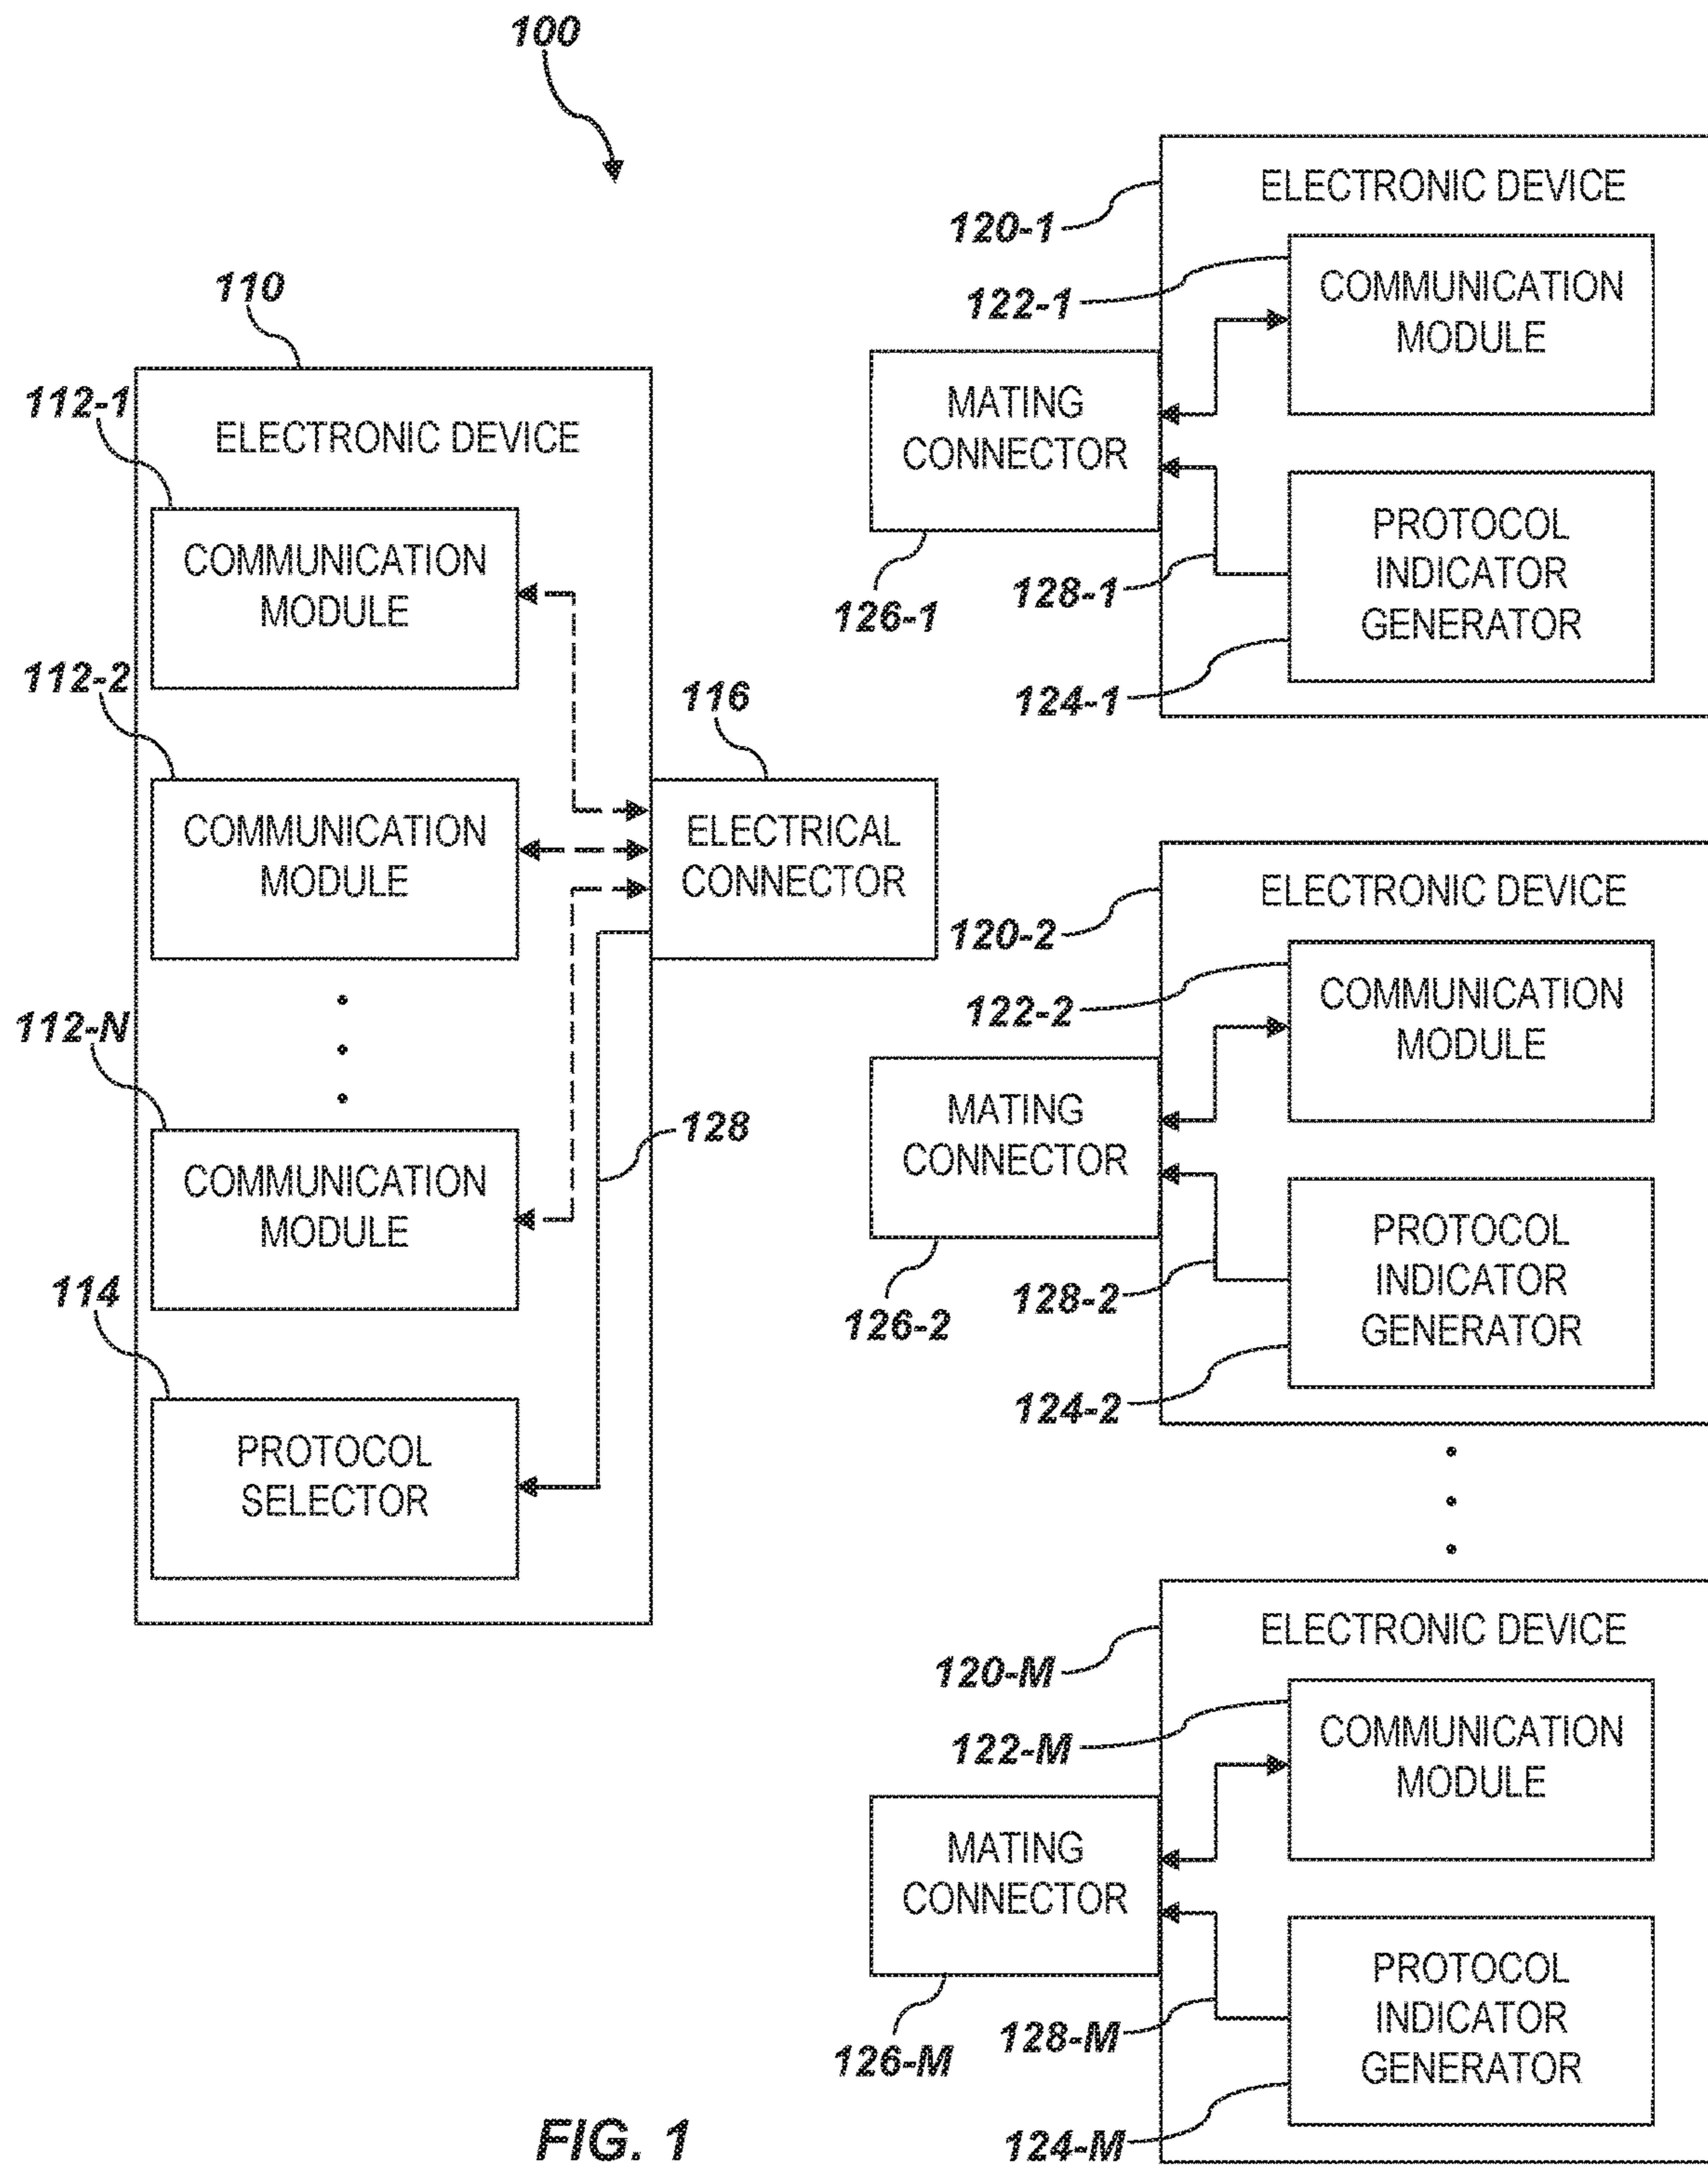 100
110
ELECTRONIC DEVICE
112-1
COMMUNICATION
MODULE
112-2
COMMUNICATION
MODULE
112-N
COMMUNICATION
MODULE
114
PROTOCOL
SELECTOR
116
ELECTRICAL
CONNECTOR
128
120-1
ELECTRONIC DEVICE
122-1
COMMUNICATION
MODULE
MATING
CONNECTOR
126-1
128-1
PROTOCOL
INDICATOR
GENERATOR
124-1
120-2
ELECTRONIC DEVICE
122-2
COMMUNICATION
MODULE
MATING
CONNECTOR
126-2
128-2
PROTOCOL
INDICATOR
GENERATOR
124-2
120-M
ELECTRONIC DEVICE
122-M
COMMUNICATION
MODULE
MATING
CONNECTOR
126-M
128-M
PROTOCOL
INDICATOR
GENERATOR
124-M
FIG. 1